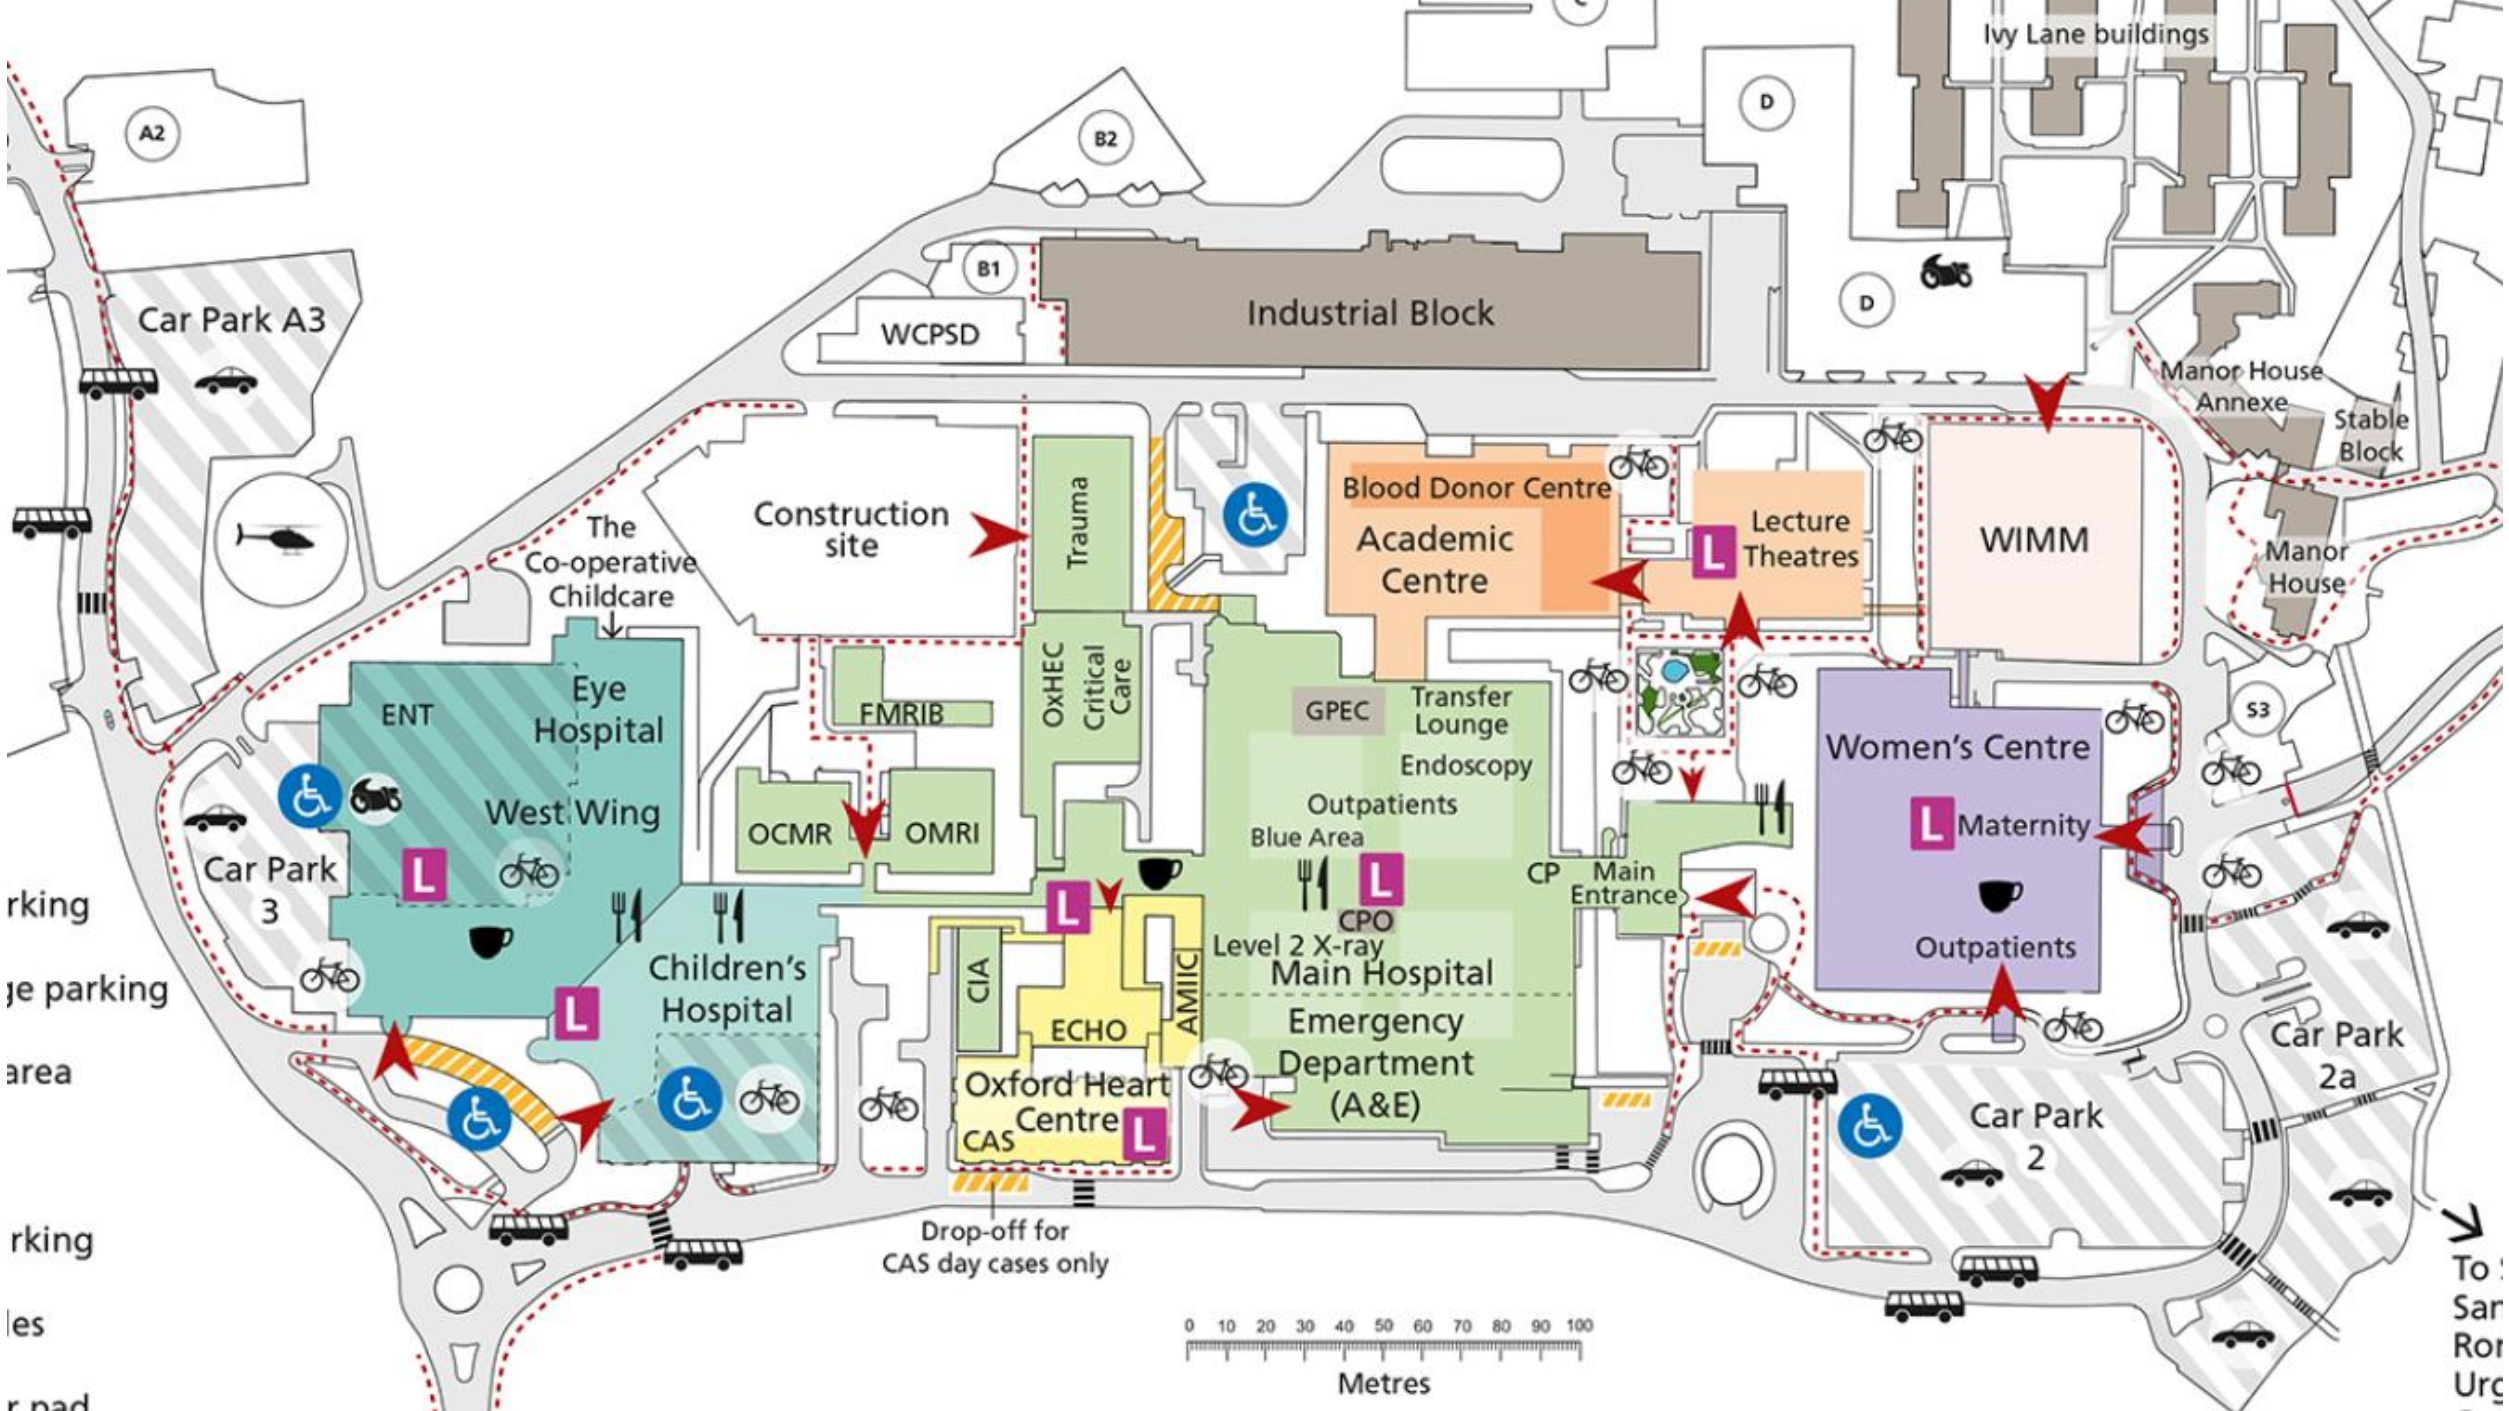 Ivy Lane buildings
C
D
A2
B2
B1
D
Industrial Block
WCPSD
Car Park A3
Manor House
Annexe
Stable
Block
Manor
House
Blood Donor Centre
Academic
Centre
Lecture
Theatres
L
WIMM
Trauma
Construction
site
The
Co-operative
Childcare
OxHEC
Critical
Care
FMRIB
OCMR
OMRI
ENT
Eye
Hospital
West Wing
L
Car Park
3
Children's
Hospital
L
L
CIA
ECHO
AMIC
Oxford Heart
Centre
CAS
L
Drop-off for
CAS day cases only
GPEC
Transfer
Lounge
Endoscopy
Outpatients
Blue Area
L
CPO
Level 2 X-ray
Main Hospital
Emergency
Department
(A&E)
CP
Main
Entrance
Women's Centre
L Maternity
Outpatients
S3
Car Park
2a
Car Park
2
0 10 20 30 40 50 60 70 80 90 100
Metres
rking
ge parking
area
rking
les
r pad
To
San
Ror
Urg